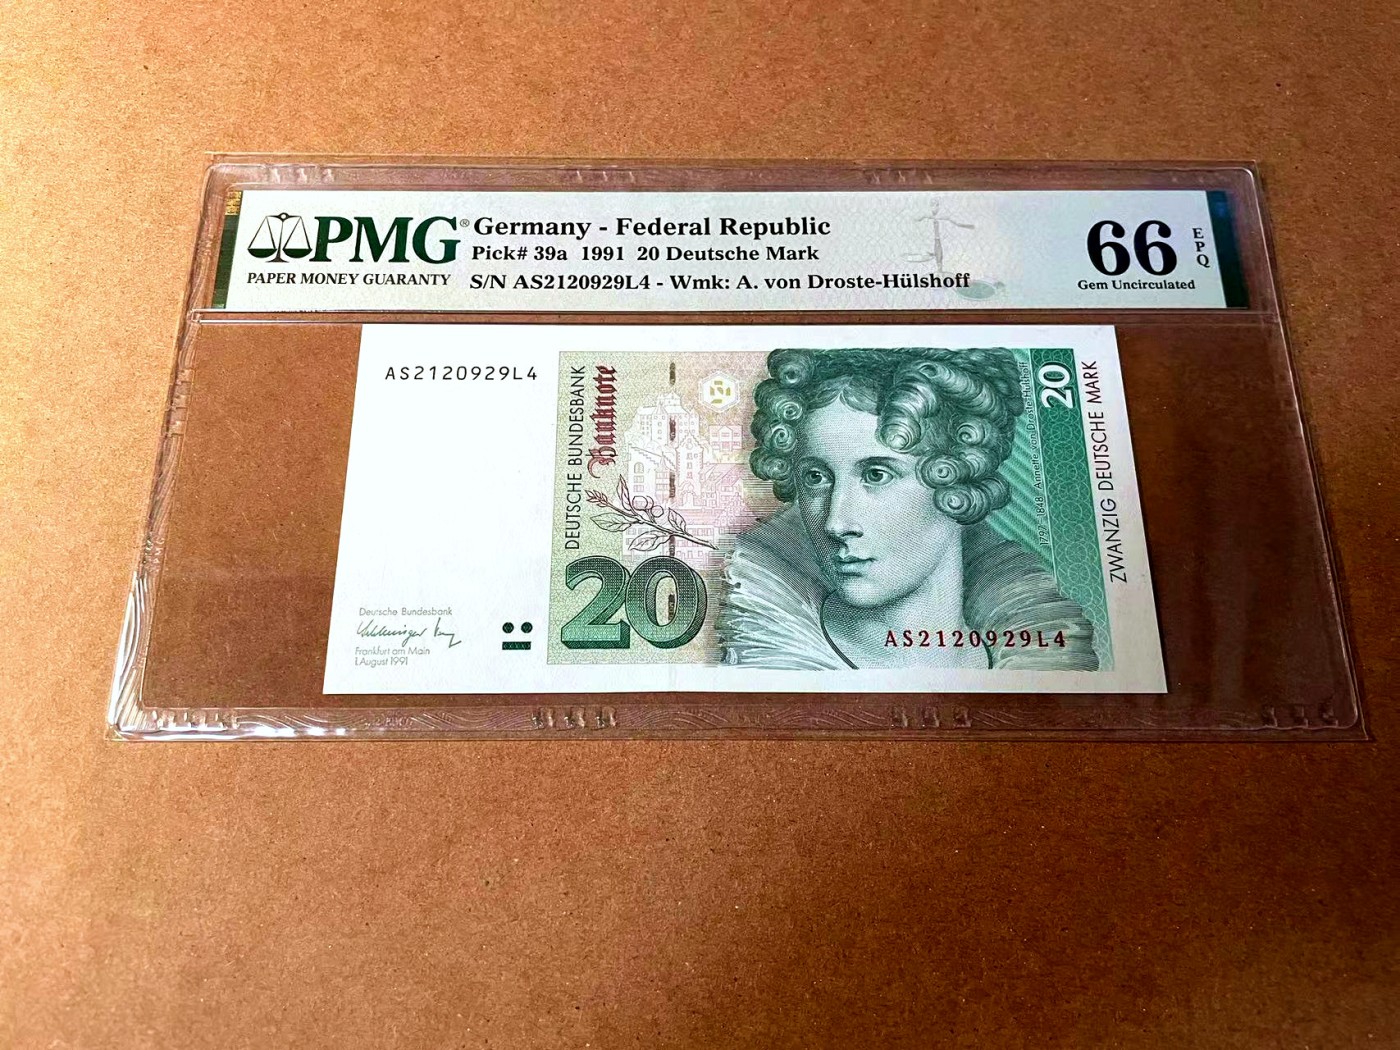 PMG®
PAPER MONEY GUARANTY
Germany - Federal Republic
Pick# 39a 1991 20 Deutsche Mark
S/N AS2120929L4 - Wmk: A. von Droste-Hülshoff
66
EPQ
Gem Uncirculated
AS2120929L4
DEUTSCHE BUNDESBANK
Banknote
20
1797-1848 Annette von Droste-Hülshoff
20
ZWANZIG DEUTSCHE MARK
Deutsche Bundesbank
Frankfurt am Main
1. August 1991
AS2120929L4